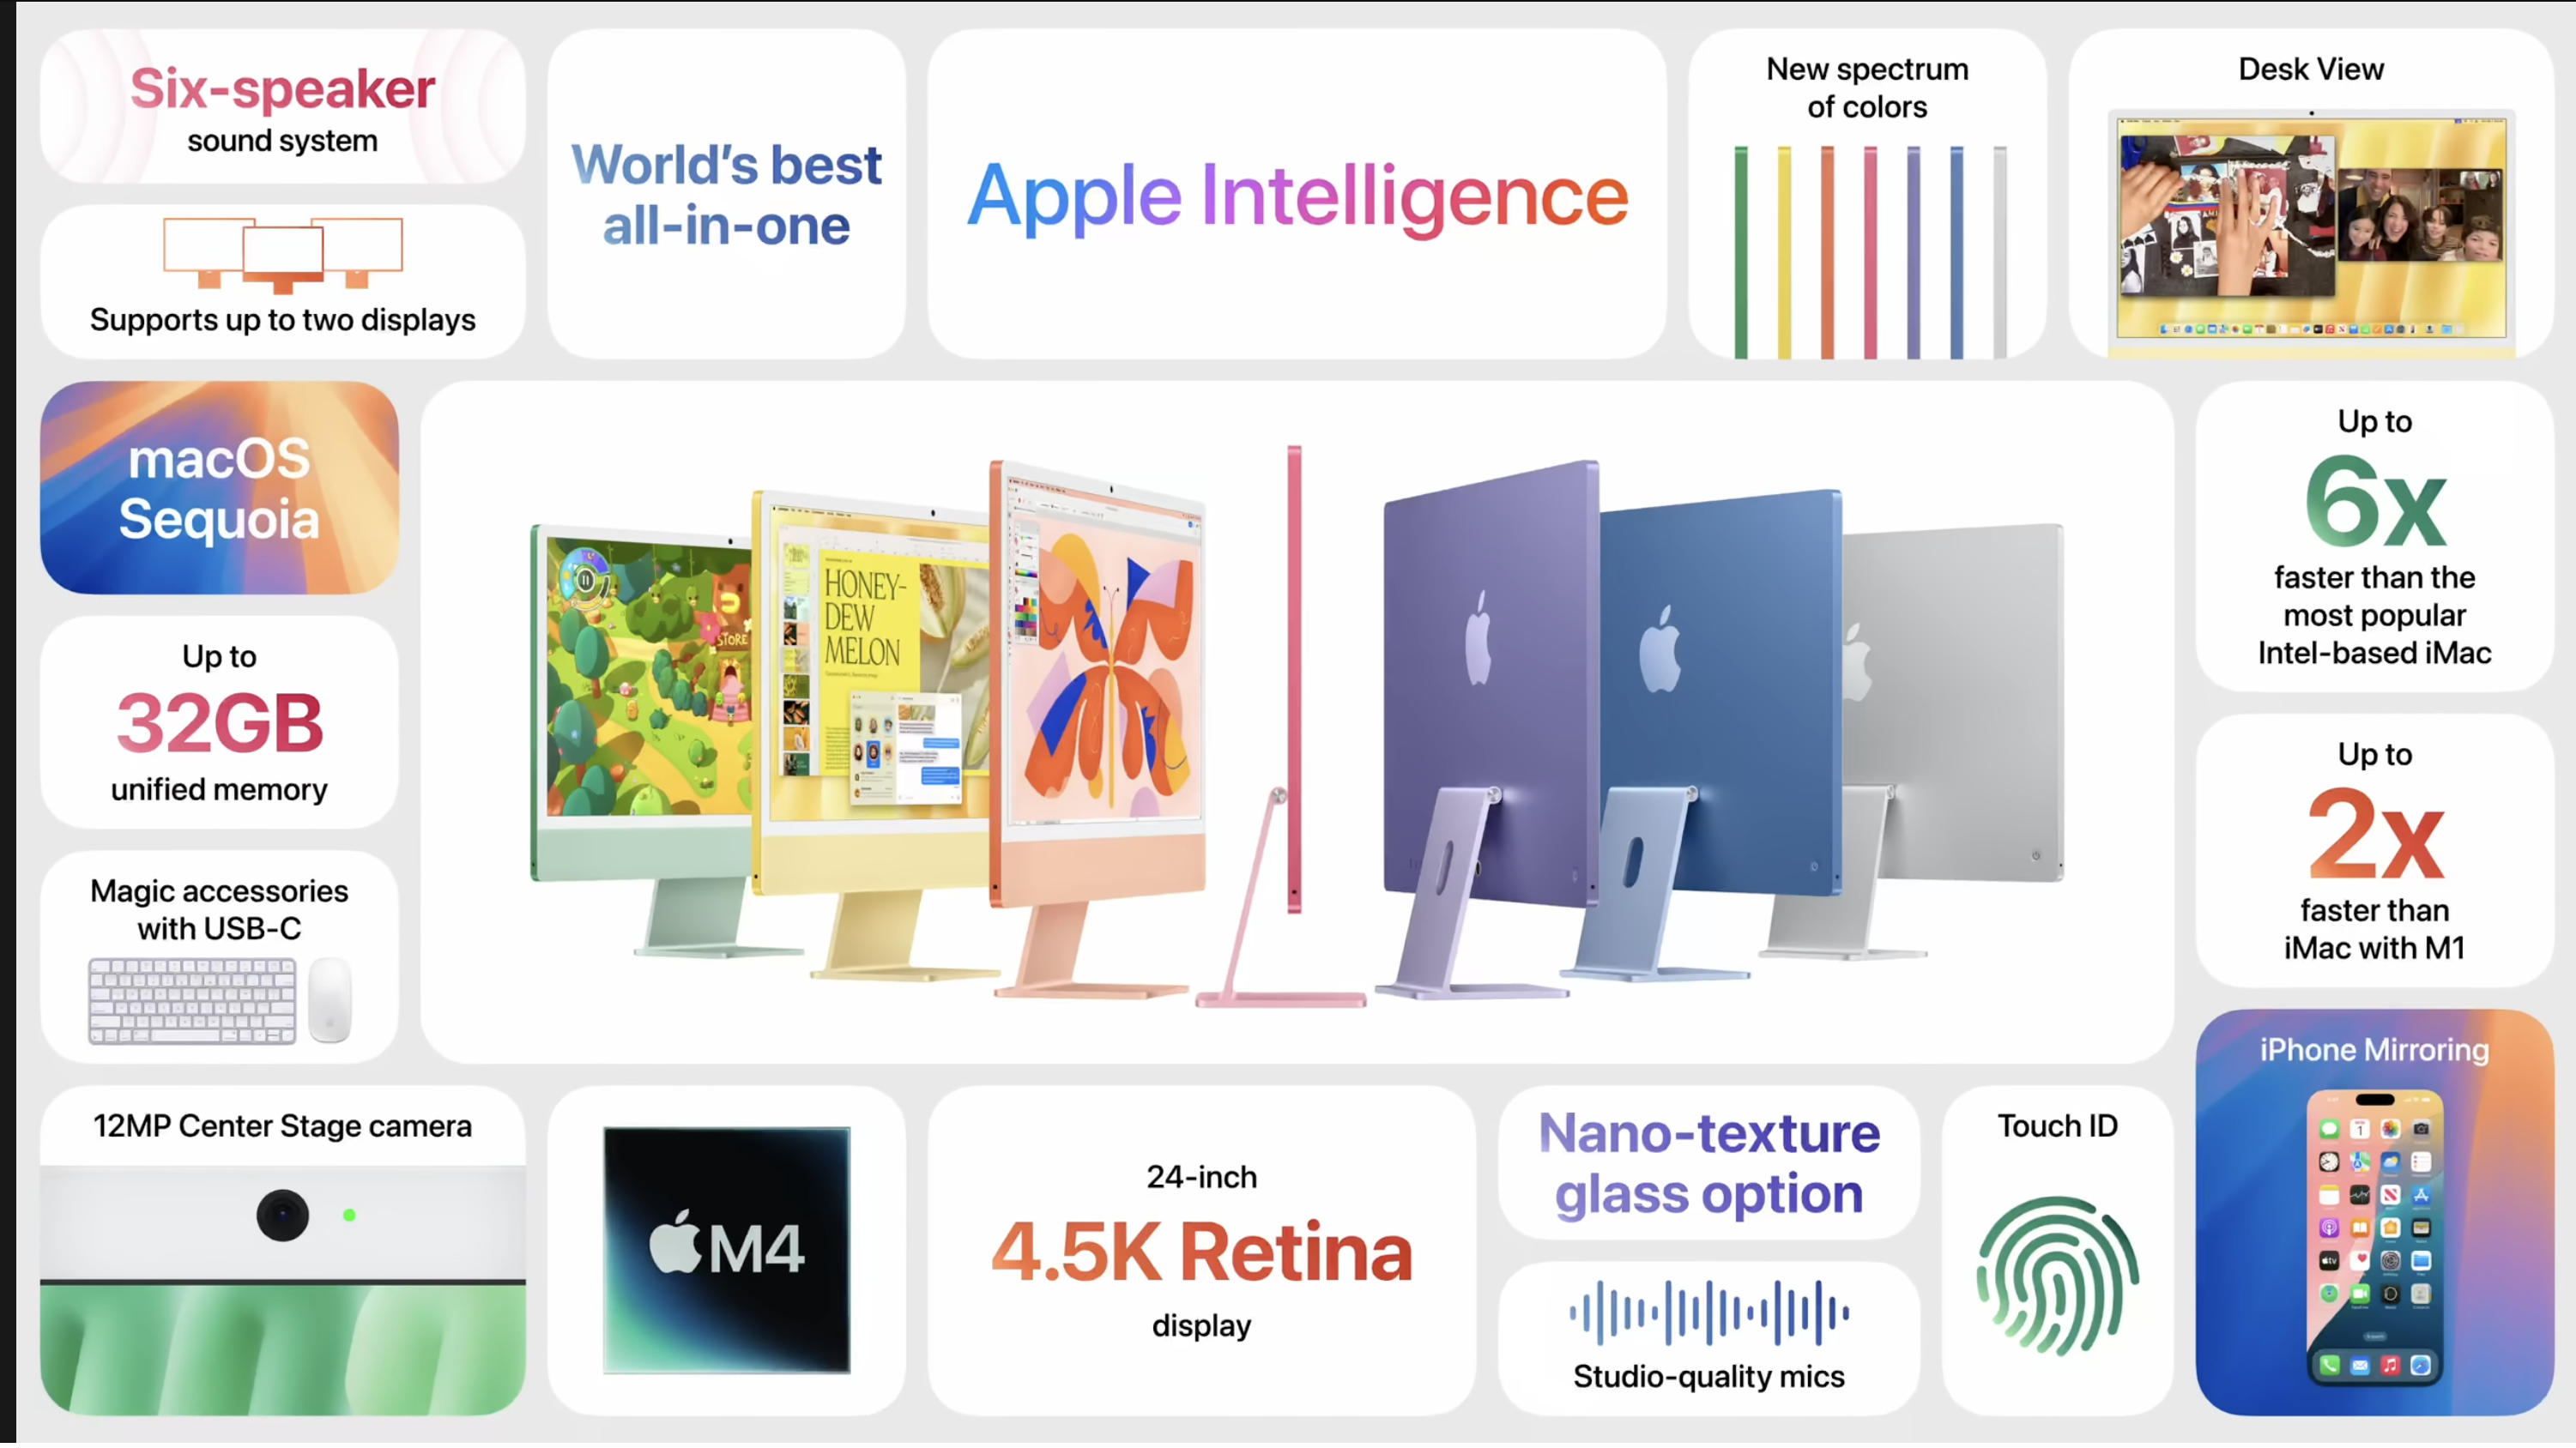 Six-speaker
sound system
Supports up to two displays
World's best
all-in-one
Apple Intelligence
New spectrum
of colors
Desk View
macOS
Sequoia
Up to
32GB
unified memory
Magic accessories
with USB-C
STORE
HONEY-
DEW
MELON
Up to
6x
faster than the
most popular
Intel-based iMac
Up to
2x
faster than
iMac with M1
12MP Center Stage camera
M4
24-inch
4.5K Retina
display
Nano-texture
glass option
Studio-quality mics
Touch ID
iPhone Mirroring